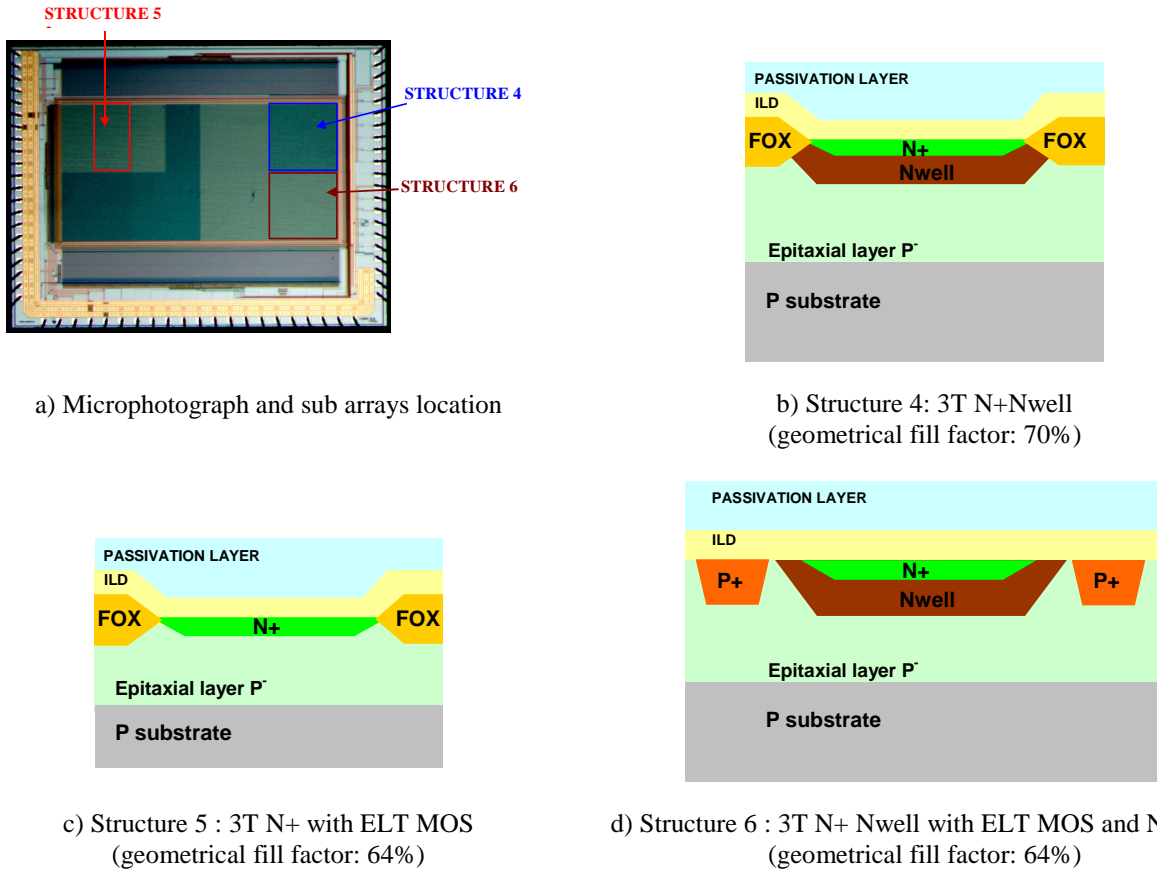 STRUCTURE 5
STRUCTURE 4
STRUCTURE 6
a) Microphotograph and sub arrays location
PASSIVATION LAYER
ILD
FOX
N+
FOX
Nwell
Epitaxial layer P-
P substrate
b) Structure 4: 3T N+Nwell
(geometrical fill factor: 70%)
PASSIVATION LAYER
ILD
FOX
N+
FOX
Epitaxial layer P-
P substrate
c) Structure 5 : 3T N+ with ELT MOS
(geometrical fill factor: 64%)
PASSIVATION LAYER
ILD
P+
N+
P+
Nwell
Epitaxial layer P-
P substrate
d) Structure 6 : 3T N+ Nwell with ELT MOS and
(geometrical fill factor: 64%)